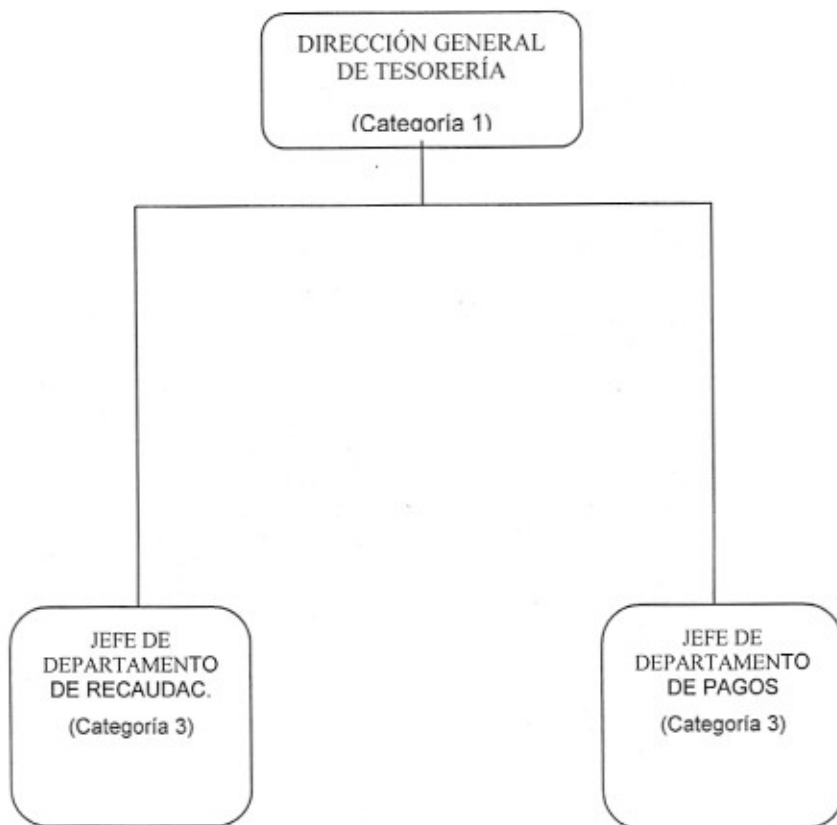 DIRECCIÓN GENERAL
DE TESORERÍA
(Categoría 1)
JEFE DE
DEPARTAMENTO
DE RECAUDAC.
(Categoría 3)
JEFE DE
DEPARTAMENTO
DE PAGOS
(Categoría 3)